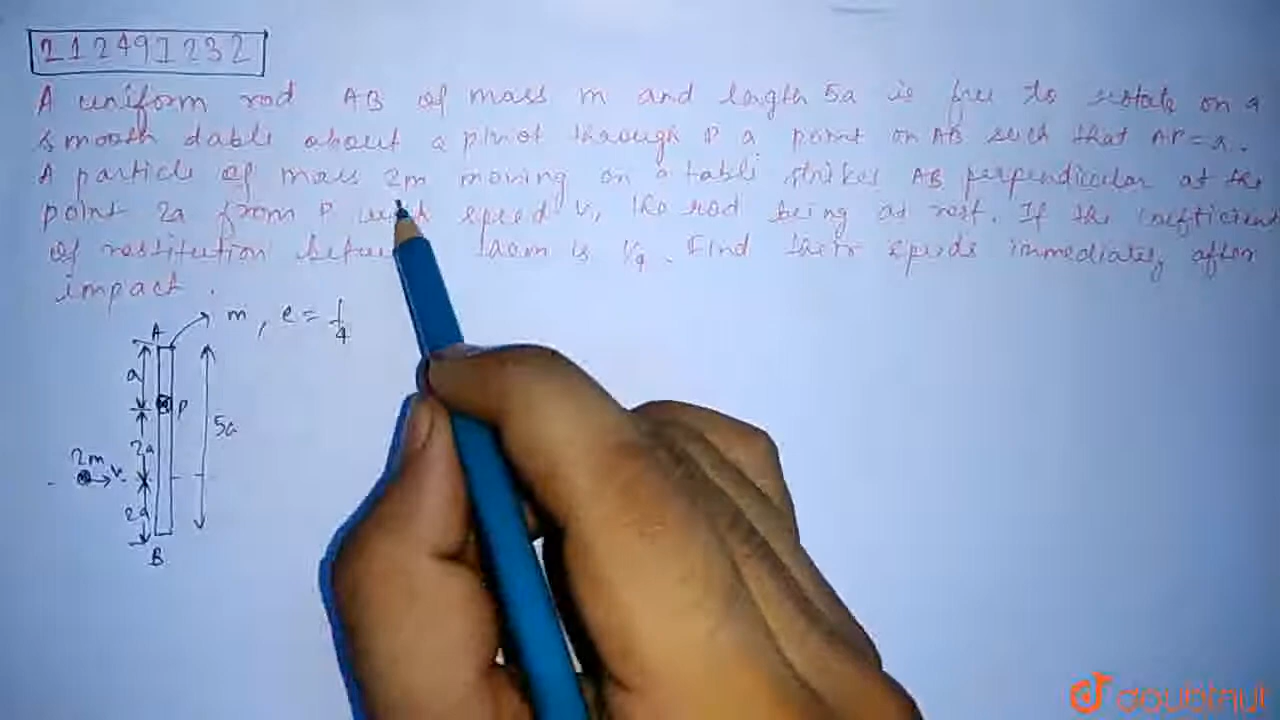 212491232
A uniform rod AB of mass m and length 5a is free to rotate on a
smooth dable about a pivot through P a point on AB such that AP = a.
A particle of mass 2m moving on a table strikes AB perpendicular at the
point 2a from P with speed v, the rod being at rest. If the coefficient
of restitution between them is 1/4. Find their speeds immediately after
impact.
A
m, e = 1/4
a
P
2a
5a
2m
v
2a
B
doubtnut